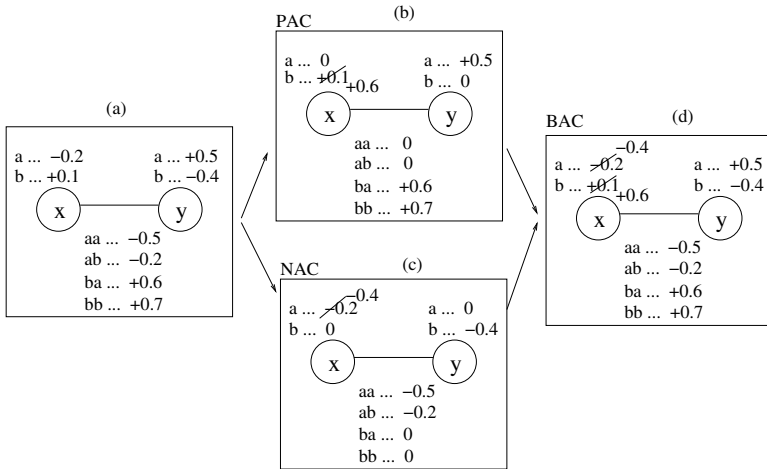 (a)
a ... −0.2
b ... +0.1
a ... +0.5
b ... −0.4
x
y
aa ... −0.5
ab ... −0.2
ba ... +0.6
bb ... +0.7
(b)
PAC
a ... 0
b ... +0.1
+0.6
a ... +0.5
b ... 0
x
y
aa ... 0
ab ... 0
ba ... +0.6
bb ... +0.7
(c)
NAC
−0.4
a ... −0.2
b ... 0
a ... 0
b ... −0.4
x
y
aa ... −0.5
ab ... −0.2
ba ... 0
bb ... 0
(d)
BAC
−0.4
a ... −0.2
b ... +0.1
+0.6
a ... +0.5
b ... −0.4
x
y
aa ... −0.5
ab ... −0.2
ba ... +0.6
bb ... +0.7